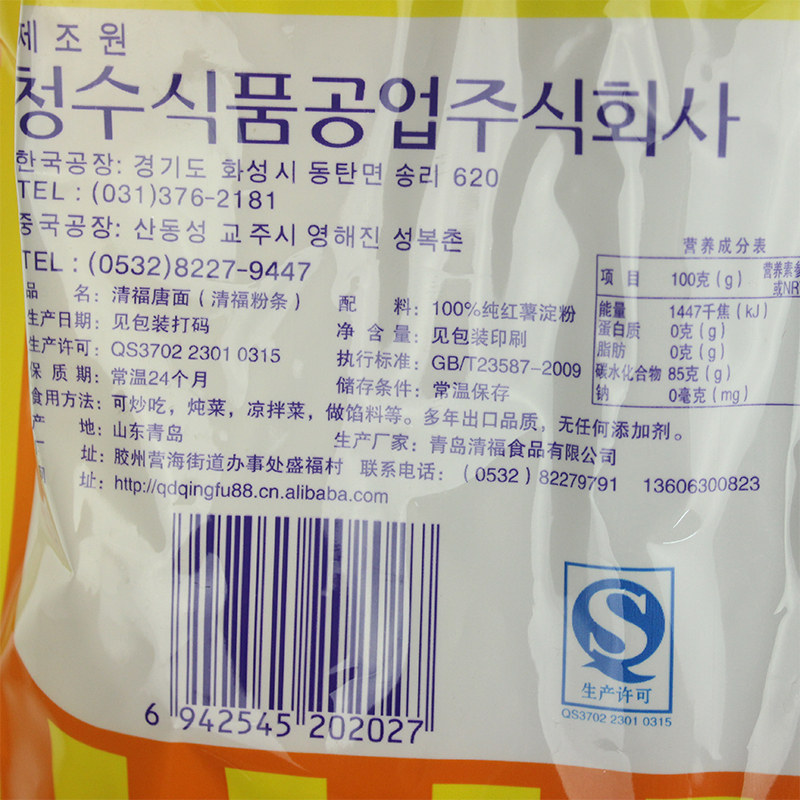 제조원
청수식품공업주식회사
한국공장: 경기도 화성시 동탄면 송리 620
TEL : (031)376-2181
중국공장: 산동성 교주시 영해진 성복촌
TEL : (0532)8227-9447
品 名: 清福唐面 (清福粉条) 配 料: 100%纯红薯淀粉
生产日期: 见包装打码 净含量: 见包装印刷
生产许可: QS3702 2301 0315 执行标准: GB/T23587-2009
保质期: 常温24个月 储存条件: 常温保存
食用方法: 可炒吃，炖菜，凉拌菜，做馅料等。多年出口品质，无任何添加剂。
产 地: 山东青岛 生产厂家: 青岛清福食品有限公司
址: 胶州营海街道办事处盛福村 联系电话: (0532) 82279791 13606300823
址: http://qdqingfu88.cn.alibaba.com
营养成分表
项 目 100克 (g) 营养素参
或NR
能量 1447千焦 (kJ)
蛋白质 0克 (g)
脂肪 0克 (g)
碳水化合物 85克 (g)
钠 0毫克 (mg)
6 942545 202027
生产许可
QS3702 2301 0315